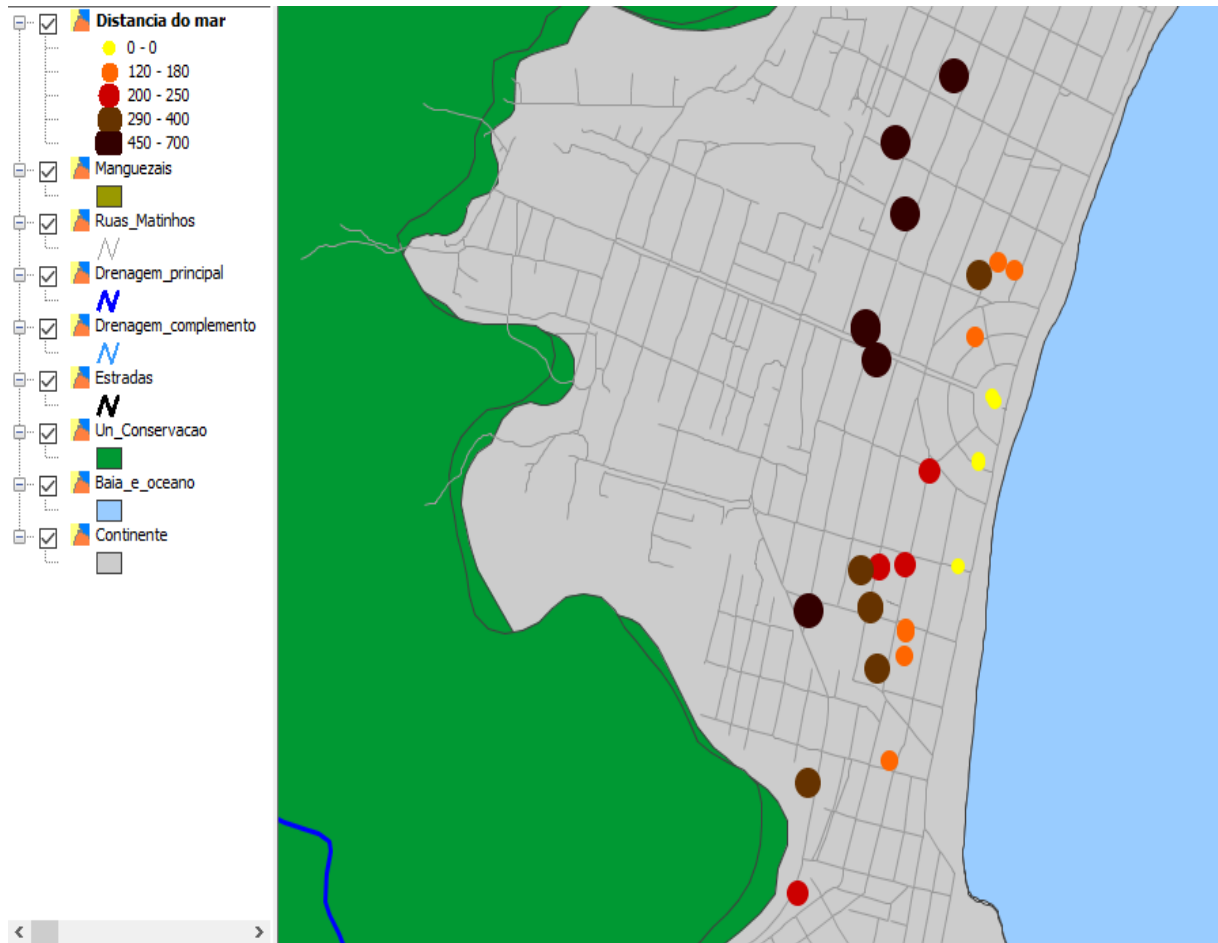 Distancia do mar
0 - 0
120 - 180
200 - 250
290 - 400
450 - 700
Manguezais
Ruas_Matinhos
Drenagem_principal
Drenagem_complemento
Estradas
Un_Conservacao
Baia_e_oceano
Continente